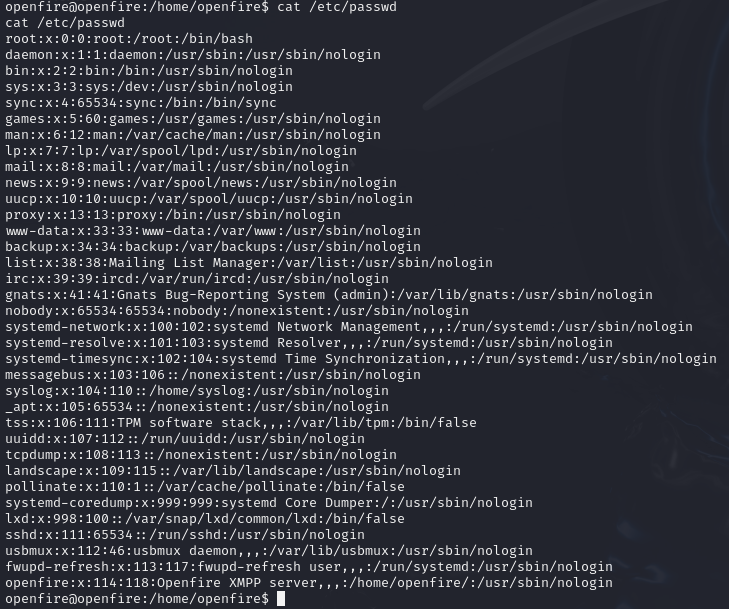 openfire@openfire:/home/openfire$ cat /etc/passwd
cat /etc/passwd
root:x:0:0:root:/root:/bin/bash
daemon:x:1:1:daemon:/usr/sbin:/usr/sbin/nologin
bin:x:2:2:bin:/bin:/usr/sbin/nologin
sys:x:3:3:sys:/dev:/usr/sbin/nologin
sync:x:4:65534:sync:/bin:/bin/sync
games:x:5:60:games:/usr/games:/usr/sbin/nologin
man:x:6:12:man:/var/cache/man:/usr/sbin/nologin
lp:x:7:7:lp:/var/spool/lpd:/usr/sbin/nologin
mail:x:8:8:mail:/var/mail:/usr/sbin/nologin
news:x:9:9:news:/var/spool/news:/usr/sbin/nologin
uucp:x:10:10:uucp:/var/spool/uucp:/usr/sbin/nologin
proxy:x:13:13:proxy:/bin:/usr/sbin/nologin
www-data:x:33:33:www-data:/var/www:/usr/sbin/nologin
backup:x:34:34:backup:/var/backups:/usr/sbin/nologin
list:x:38:38:Mailing List Manager:/var/list:/usr/sbin/nologin
irc:x:39:39:ircd:/var/run/ircd:/usr/sbin/nologin
gnats:x:41:41:Gnats Bug-Reporting System (admin):/var/lib/gnats:/usr/sbin/nologin
nobody:x:65534:65534:nobody:/nonexistent:/usr/sbin/nologin
systemd-network:x:100:102:systemd Network Management,,,:/run/systemd:/usr/sbin/nologin
systemd-resolve:x:101:103:systemd Resolver,,,:/run/systemd:/usr/sbin/nologin
systemd-timesync:x:102:104:systemd Time Synchronization,,,:/run/systemd:/usr/sbin/nologin
messagebus:x:103:106::/nonexistent:/usr/sbin/nologin
syslog:x:104:110::/home/syslog:/usr/sbin/nologin
_apt:x:105:65534::/nonexistent:/usr/sbin/nologin
tss:x:106:111:TPM software stack,,,:/var/lib/tpm:/bin/false
uuidd:x:107:112::/run/uuidd:/usr/sbin/nologin
tcpdump:x:108:113::/nonexistent:/usr/sbin/nologin
landscape:x:109:115::/var/lib/landscape:/usr/sbin/nologin
pollinate:x:110:1::/var/cache/pollinate:/bin/false
systemd-coredump:x:999:999:systemd Core Dumper:/:/usr/sbin/nologin
lxd:x:998:100::/var/snap/lxd/common/lxd:/bin/false
sshd:x:111:65534::/run/sshd:/usr/sbin/nologin
usbmux:x:112:46:usbmux daemon,,,:/var/lib/usbmux:/usr/sbin/nologin
fwupd-refresh:x:113:117:fwupd-refresh user,,,:/run/systemd:/usr/sbin/nologin
openfire:x:114:118:Openfire XMPP server,,,:/home/openfire/:/usr/sbin/nologin
openfire@openfire:/home/openfire$